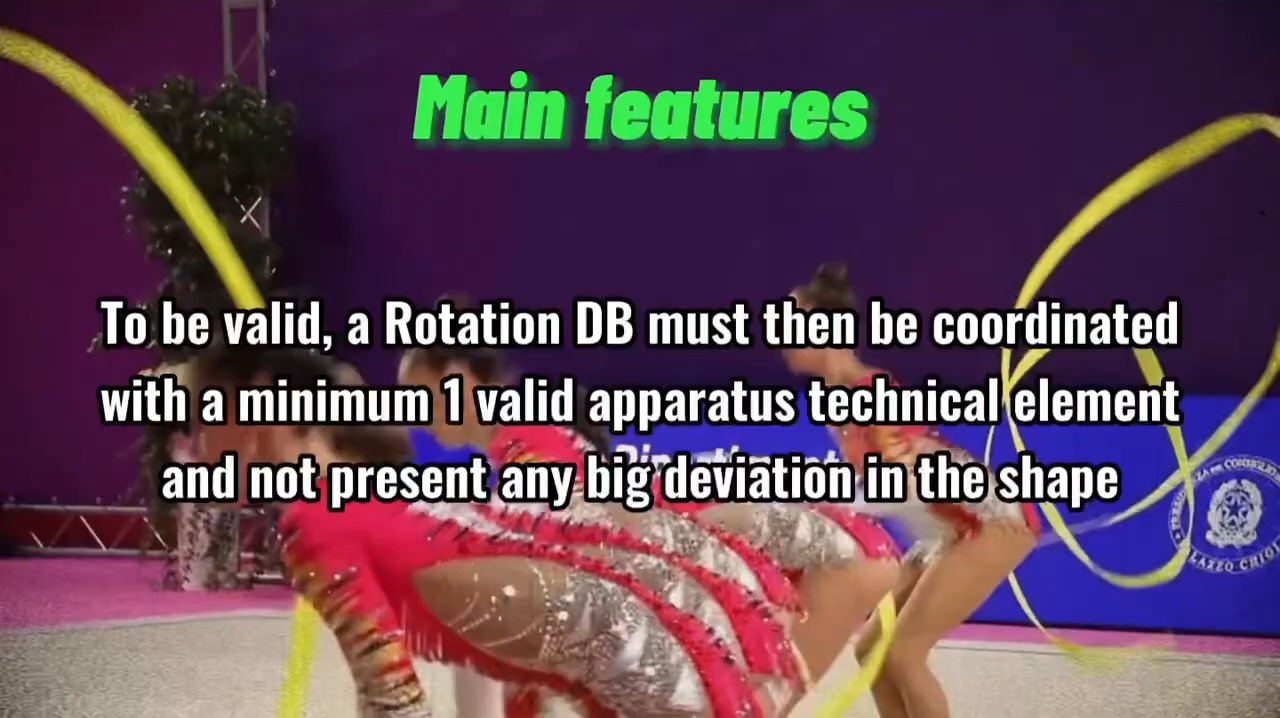 Main features
To be valid, a Rotation DB must then be coordinated
with a minimum 1 valid apparatus technical element
and not present any big deviation in the shape